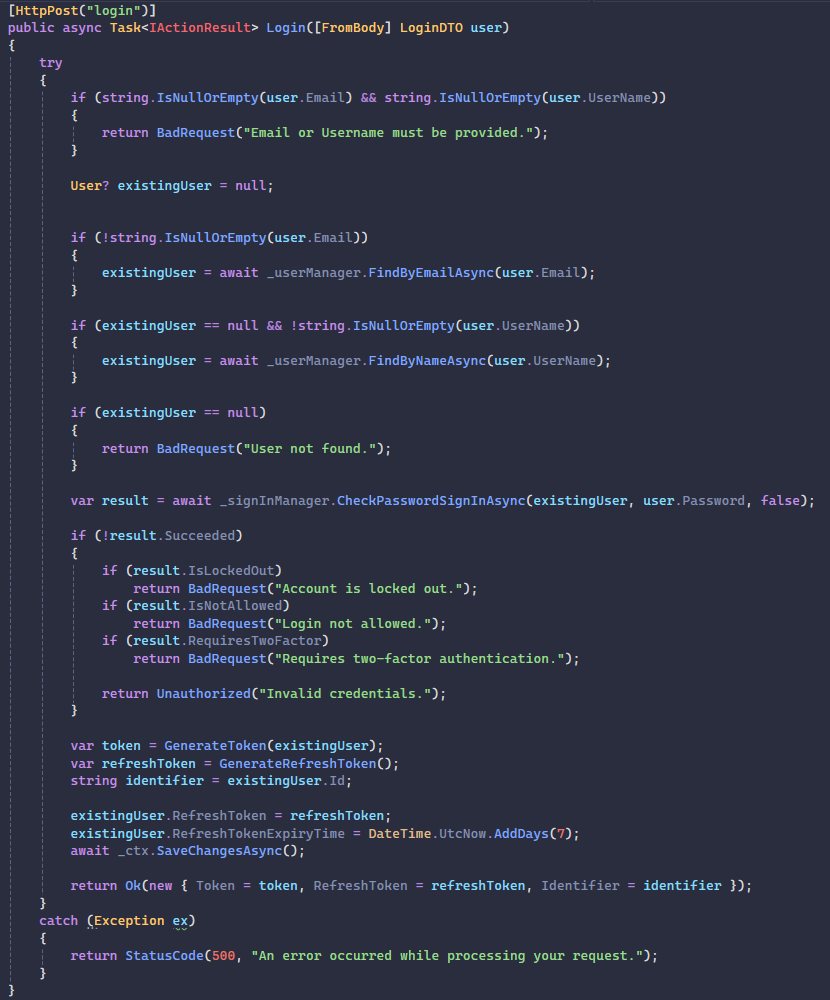 [HttpPost("login")]
public async Task<IActionResult> Login([FromBody] LoginDTO user)
{
    try
    {
        if (string.IsNullOrEmpty(user.Email) && string.IsNullOrEmpty(user.UserName))
        {
            return BadRequest("Email or Username must be provided.");
        }

        User? existingUser = null;


        if (!string.IsNullOrEmpty(user.Email))
        {
            existingUser = await _userManager.FindByEmailAsync(user.Email);
        }

        if (existingUser == null && !string.IsNullOrEmpty(user.UserName))
        {
            existingUser = await _userManager.FindByNameAsync(user.UserName);
        }

        if (existingUser == null)
        {
            return BadRequest("User not found.");
        }

        var result = await _signInManager.CheckPasswordSignInAsync(existingUser, user.Password, false);

        if (!result.Succeeded)
        {
            if (result.IsLockedOut)
                return BadRequest("Account is locked out.");
            if (result.IsNotAllowed)
                return BadRequest("Login not allowed.");
            if (result.RequiresTwoFactor)
                return BadRequest("Requires two-factor authentication.");

            return Unauthorized("Invalid credentials.");
        }

        var token = GenerateToken(existingUser);
        var refreshToken = GenerateRefreshToken();
        string identifier = existingUser.Id;

        existingUser.RefreshToken = refreshToken;
        existingUser.RefreshTokenExpiryTime = DateTime.UtcNow.AddDays(7);
        await _ctx.SaveChangesAsync();

        return Ok(new { Token = token, RefreshToken = refreshToken, Identifier = identifier });
    }
    catch (Exception ex)
    {
        return StatusCode(500, "An error occurred while processing your request.");
    }
}